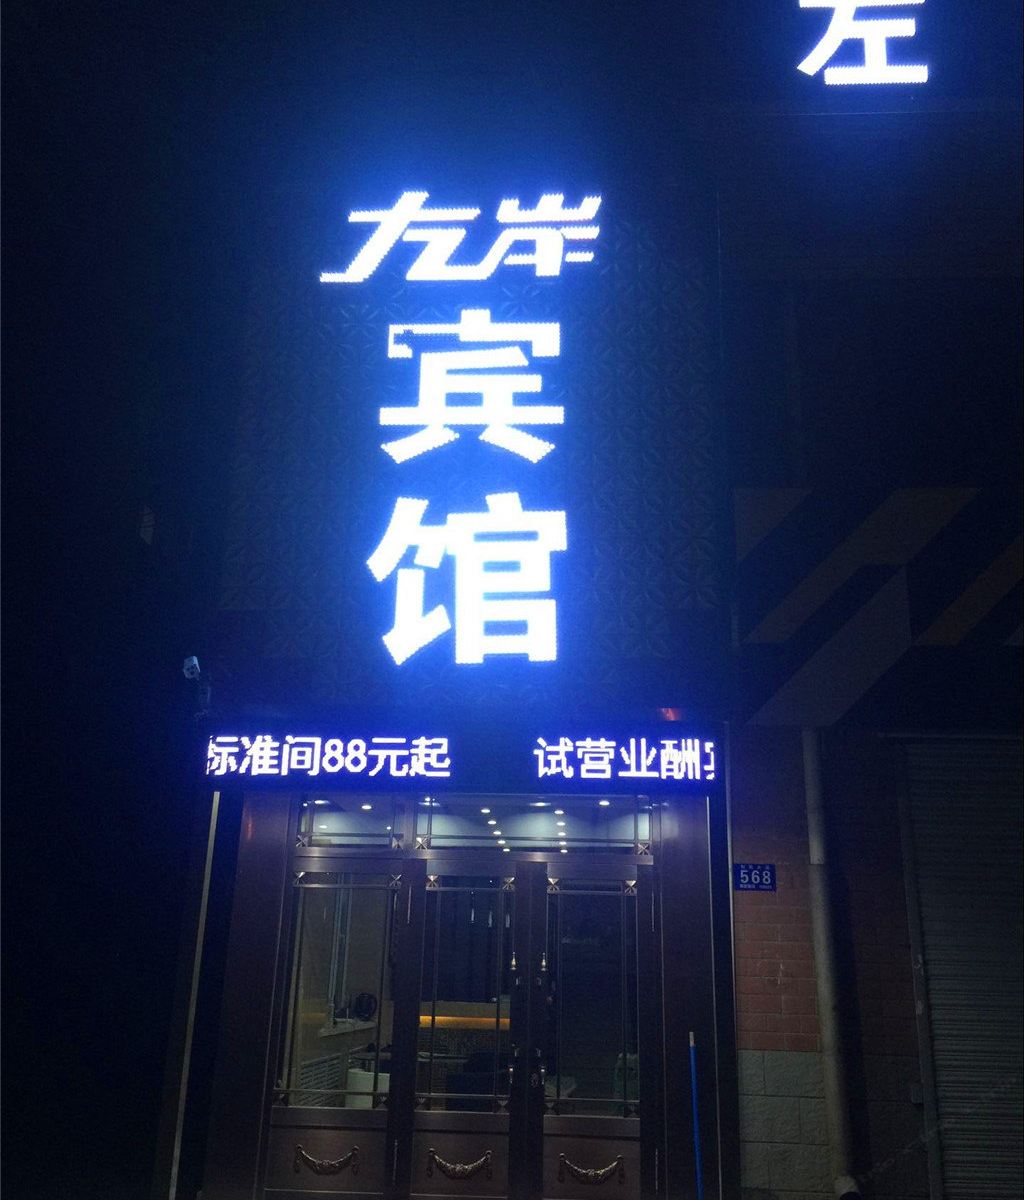 左
左岸
宾
馆
标准间88元起 试营业酬
568